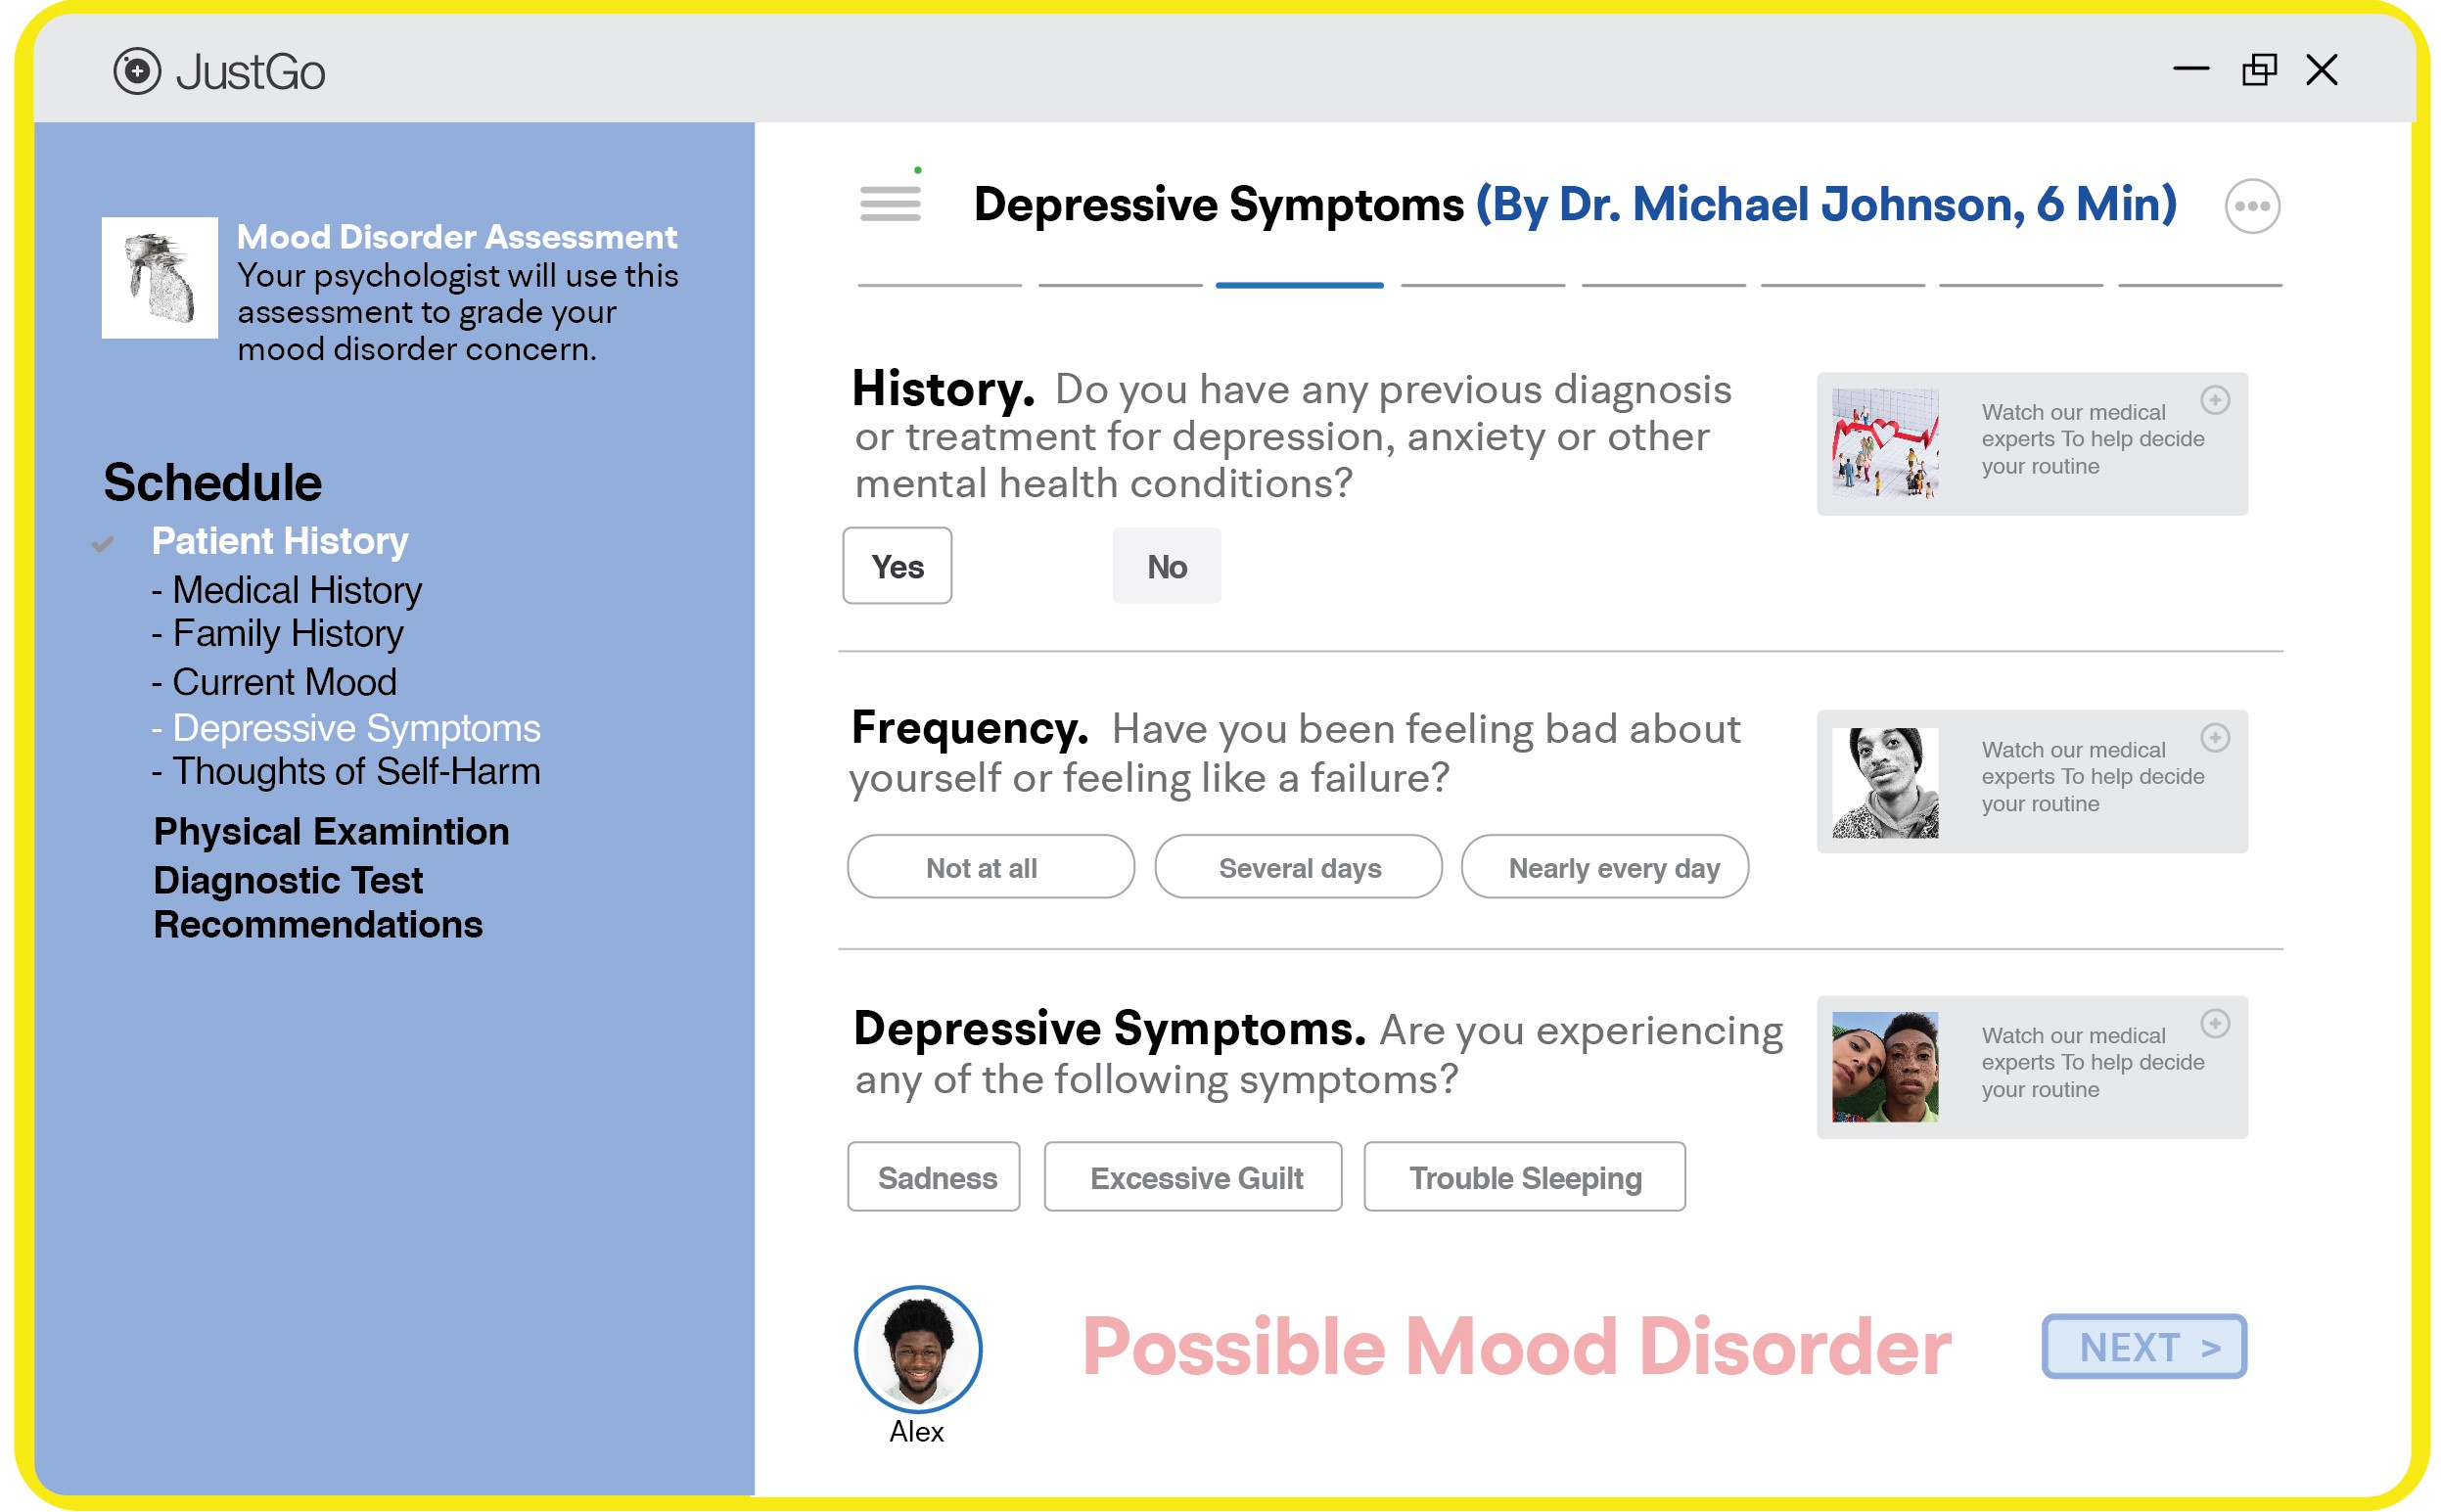 JustGo
Mood Disorder Assessment
Your psychologist will use this
assessment to grade your
mood disorder concern.
Schedule
Patient History
- Medical History
- Family History
- Current Mood
- Depressive Symptoms
- Thoughts of Self-Harm
Physical Examintion
Diagnostic Test
Recommendations
Depressive Symptoms (By Dr. Michael Johnson, 6 Min)
History. Do you have any previous diagnosis
or treatment for depression, anxiety or other
mental health conditions?
Yes No
Watch our medical
experts To help decide
your routine
Frequency. Have you been feeling bad about
yourself or feeling like a failure?
Not at all Several days Nearly every day
Watch our medical
experts To help decide
your routine
Depressive Symptoms. Are you experiencing
any of the following symptoms?
Sadness Excessive Guilt Trouble Sleeping
Watch our medical
experts To help decide
your routine
Alex
Possible Mood Disorder
NEXT >